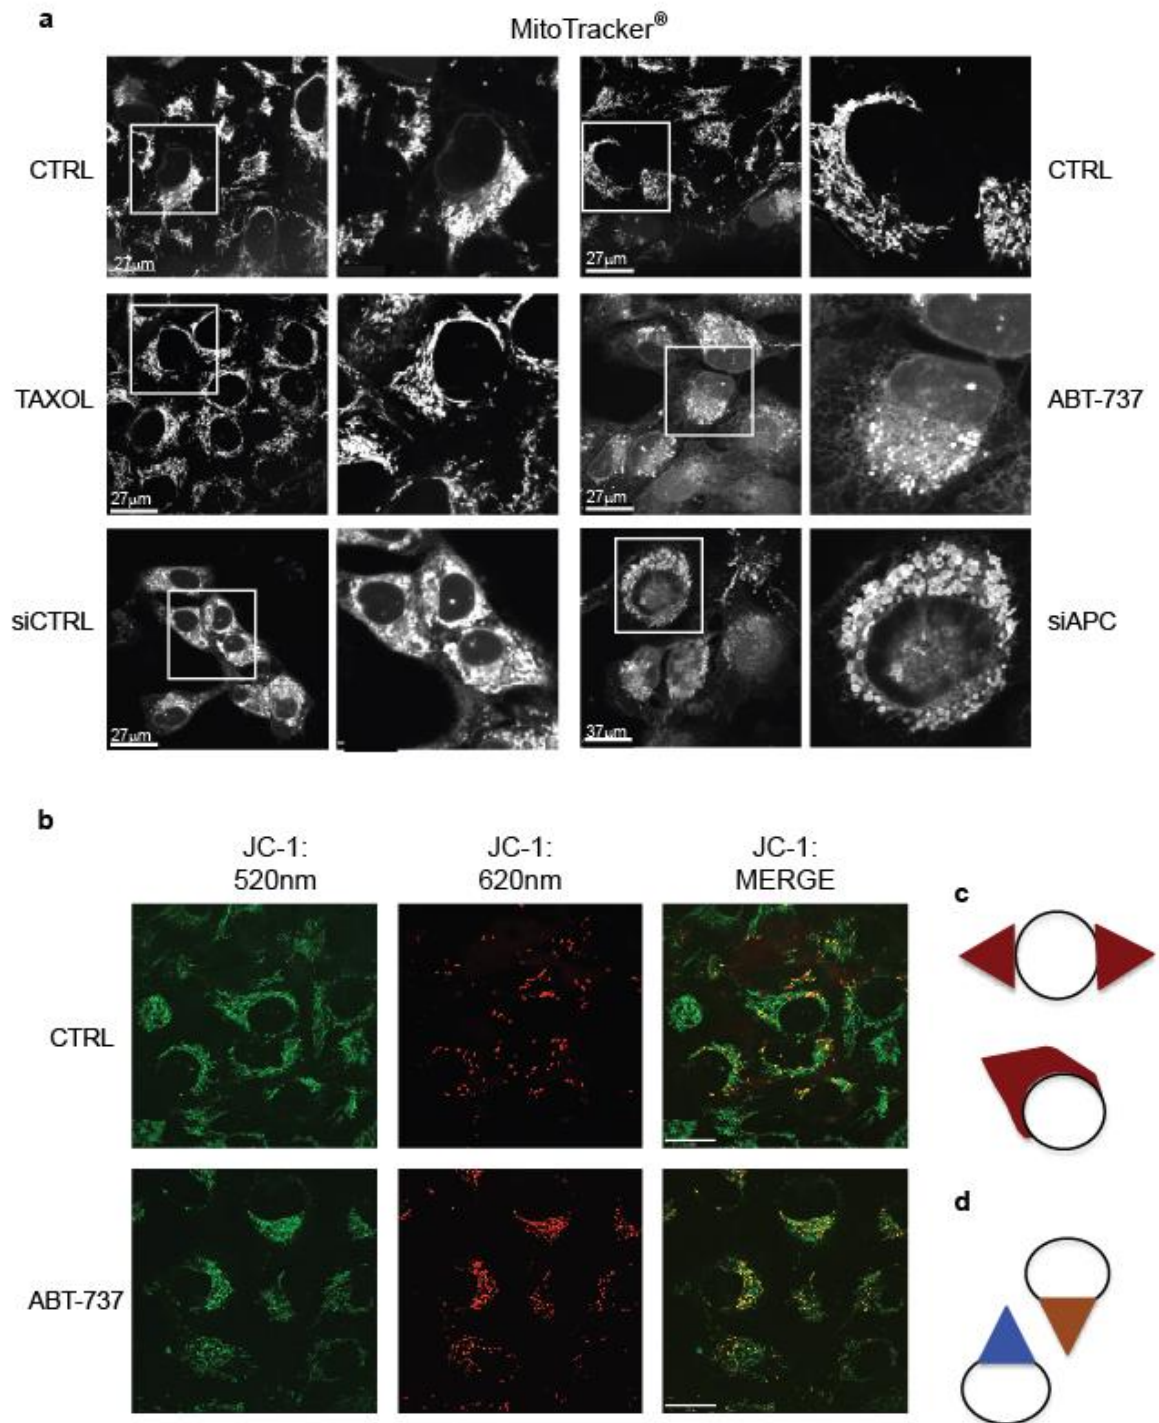 a
MitoTracker®
CTRL
CTRL
27µm
27µm
TAXOL
ABT-737
27µm
27µm
siCTRL
siAPC
27µm
37µm
b
JC-1:
520nm
JC-1:
620nm
JC-1:
MERGE
c
CTRL
d
ABT-737